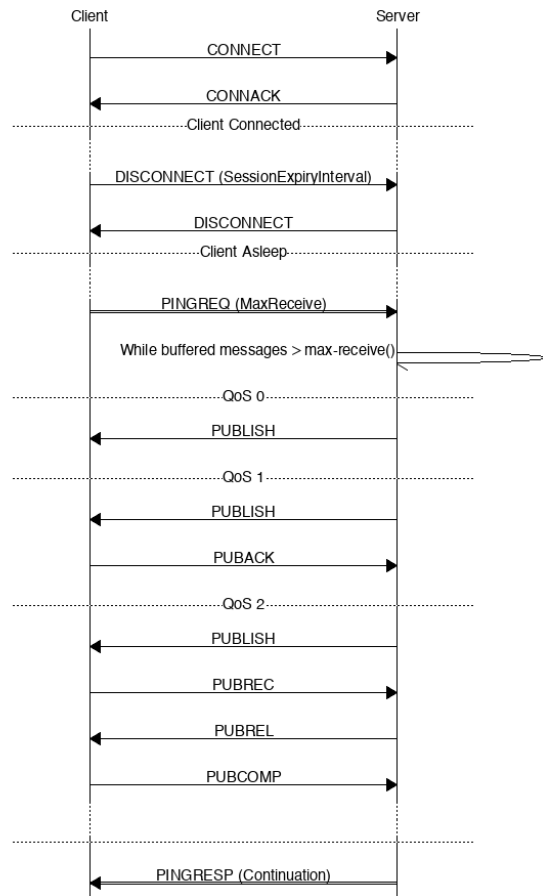 Client Server
CONNECT
CONNACK
Client Connected
DISCONNECT (SessionExpiryInterval)
DISCONNECT
Client Asleep
PINGREQ (MaxReceive)
While buffered messages > max-receive()
QoS 0
PUBLISH
QoS 1
PUBLISH
PUBACK
QoS 2
PUBLISH
PUBREC
PUBREL
PUBCOMP
PINGRESP (Continuation)